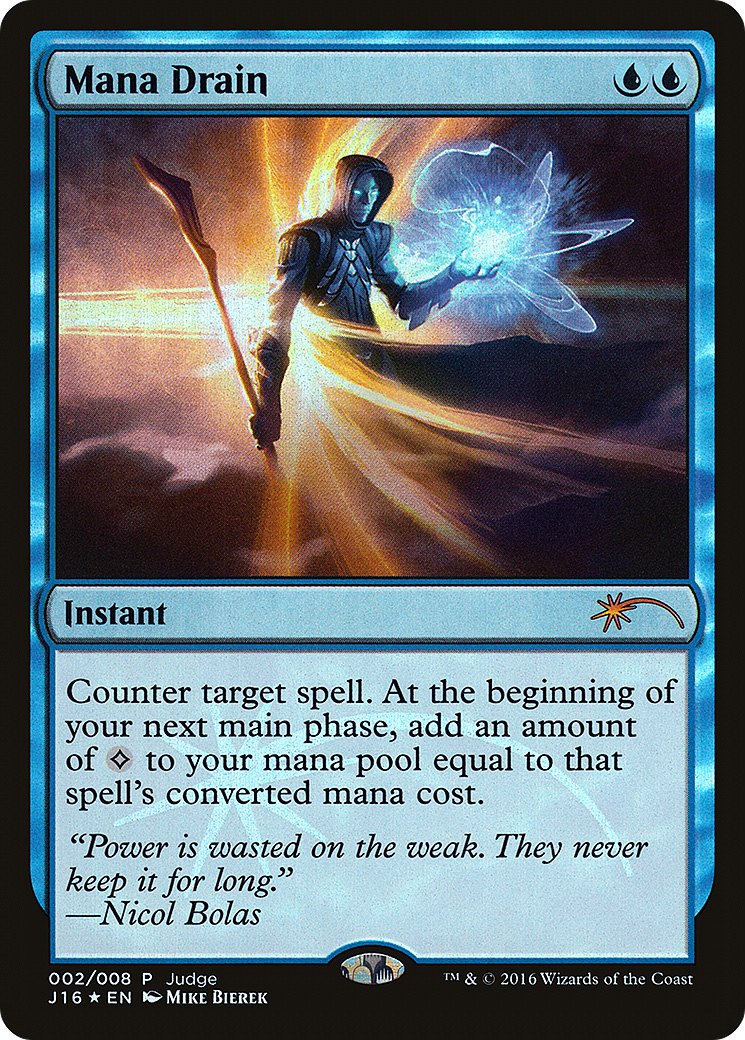 Mana Drain
Instant
Counter target spell. At the beginning of
your next main phase, add an amount
of to your mana pool equal to that
spell's converted mana cost.
"Power is wasted on the weak. They never
keep it for long."
—Nicol Bolas
002/008 P Judge
™ & © 2016 Wizards of the Coast
J16 ★ EN Mike Bierek